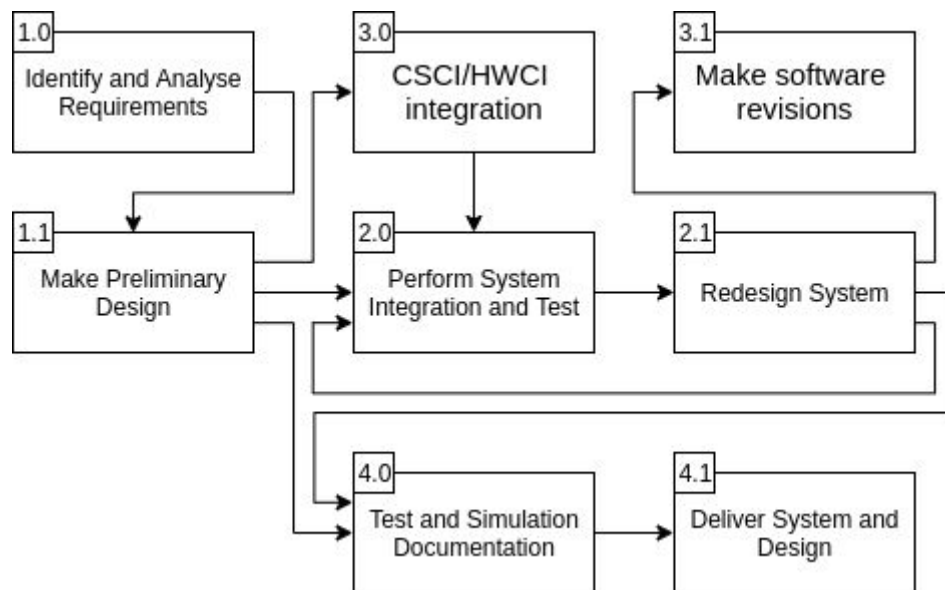 1.0
Identify and Analyse
Requirements
3.0
CSCI/HWCI
integration
3.1
Make software
revisions
1.1
Make Preliminary
Design
2.0
Perform System
Integration and Test
2.1
Redesign System
4.0
Test and Simulation
Documentation
4.1
Deliver System and
Design